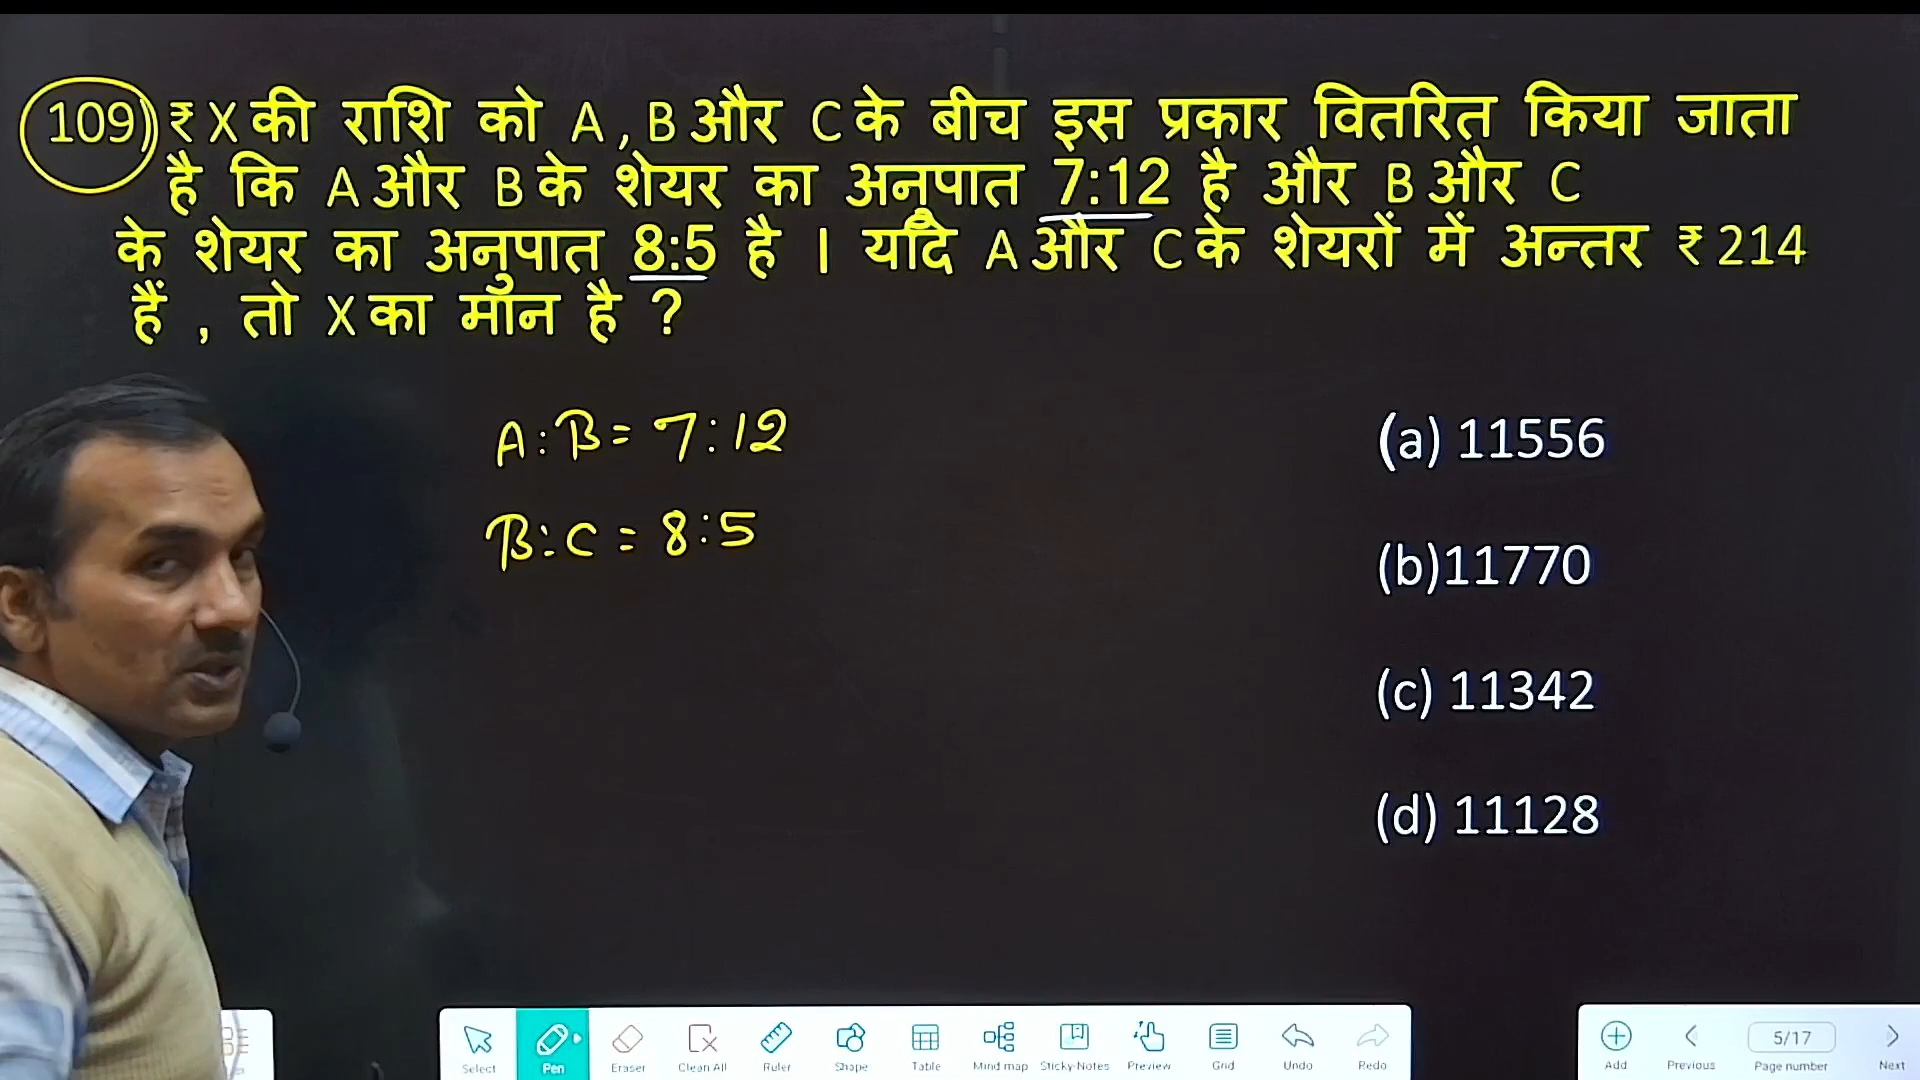 109) ₹ X की राशि को A , B और C के बीच इस प्रकार वितरित किया जाता
है कि A और B के शेयर का अनुपात 7:12 है और B और C
के शेयर का अनुपात 8:5 है । यदि A और C के शेयरों में अन्तर ₹ 214
हैं , तो X का मान है ?
A:B= 7:12
B:C = 8:5
(a) 11556
(b)11770
(c) 11342
(d) 11128
Select Pen Eraser Clean All Ruler Shape Table Mind map Sticky-Notes Preview Grid Undo Redo
5/17
Add Previous Page number Next